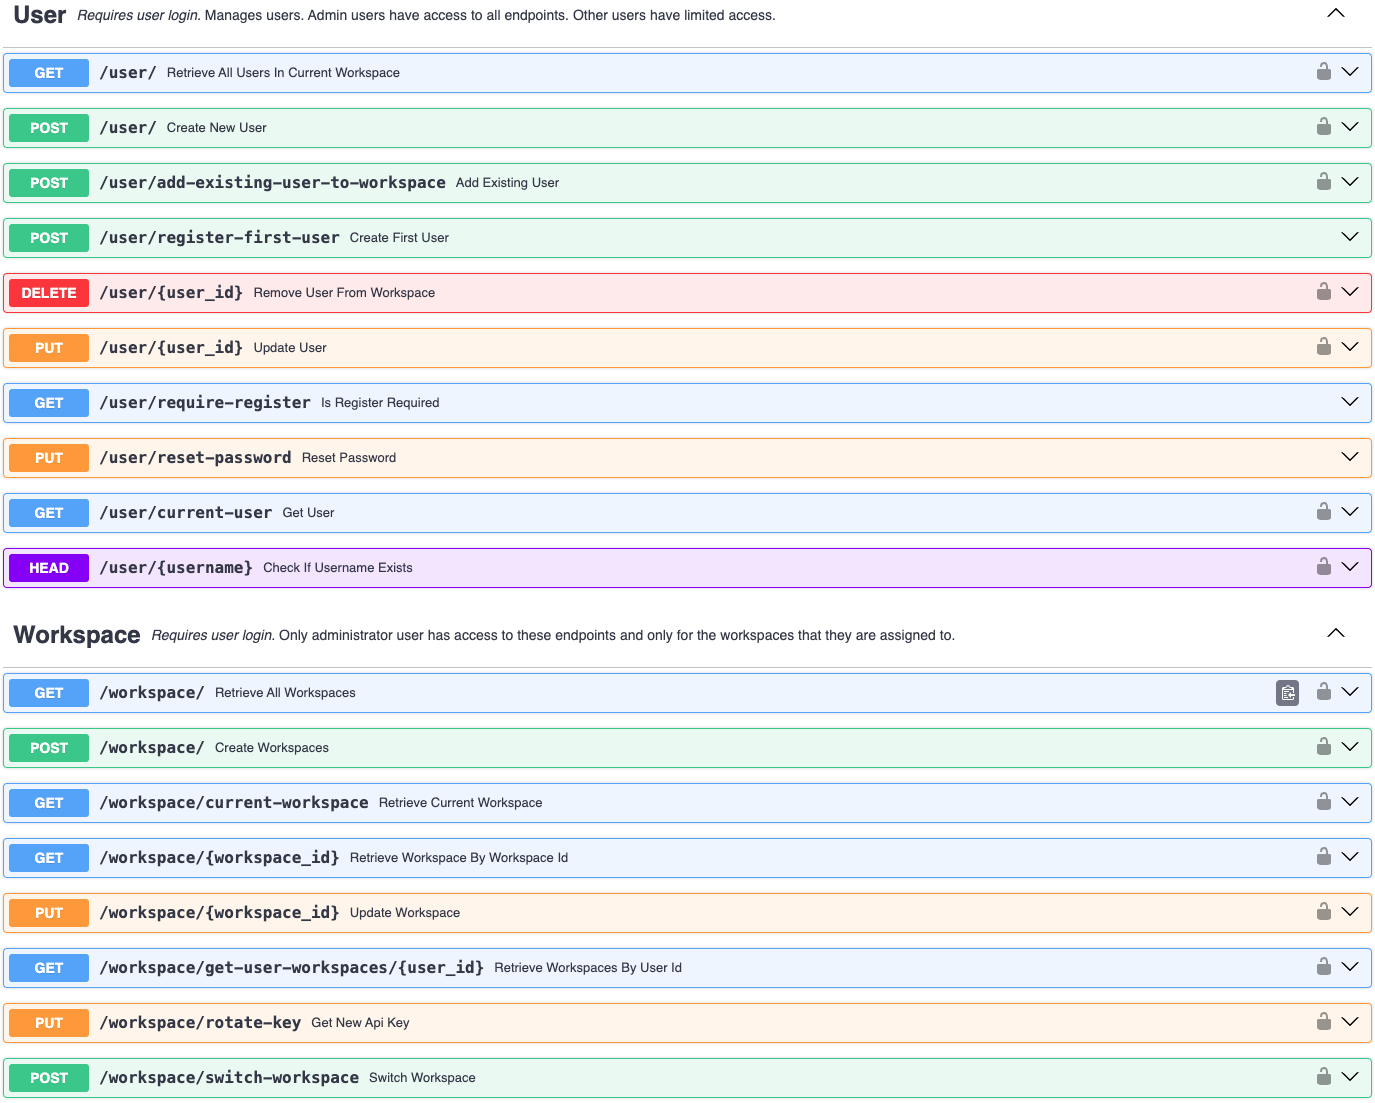 User Requires user login. Manages users. Admin users have access to all endpoints. Other users have limited access.
GET /user/ Retrieve All Users In Current Workspace
POST /user/ Create New User
POST /user/add-existing-user-to-workspace Add Existing User
POST /user/register-first-user Create First User
DELETE /user/{user_id} Remove User From Workspace
PUT /user/{user_id} Update User
GET /user/require-register Is Register Required
PUT /user/reset-password Reset Password
GET /user/current-user Get User
HEAD /user/{username} Check If Username Exists
Workspace Requires user login. Only administrator user has access to these endpoints and only for the workspaces that they are assigned to.
GET /workspace/ Retrieve All Workspaces
POST /workspace/ Create Workspaces
GET /workspace/current-workspace Retrieve Current Workspace
GET /workspace/{workspace_id} Retrieve Workspace By Workspace Id
PUT /workspace/{workspace_id} Update Workspace
GET /workspace/get-user-workspaces/{user_id} Retrieve Workspaces By User Id
PUT /workspace/rotate-key Get New Api Key
POST /workspace/switch-workspace Switch Workspace